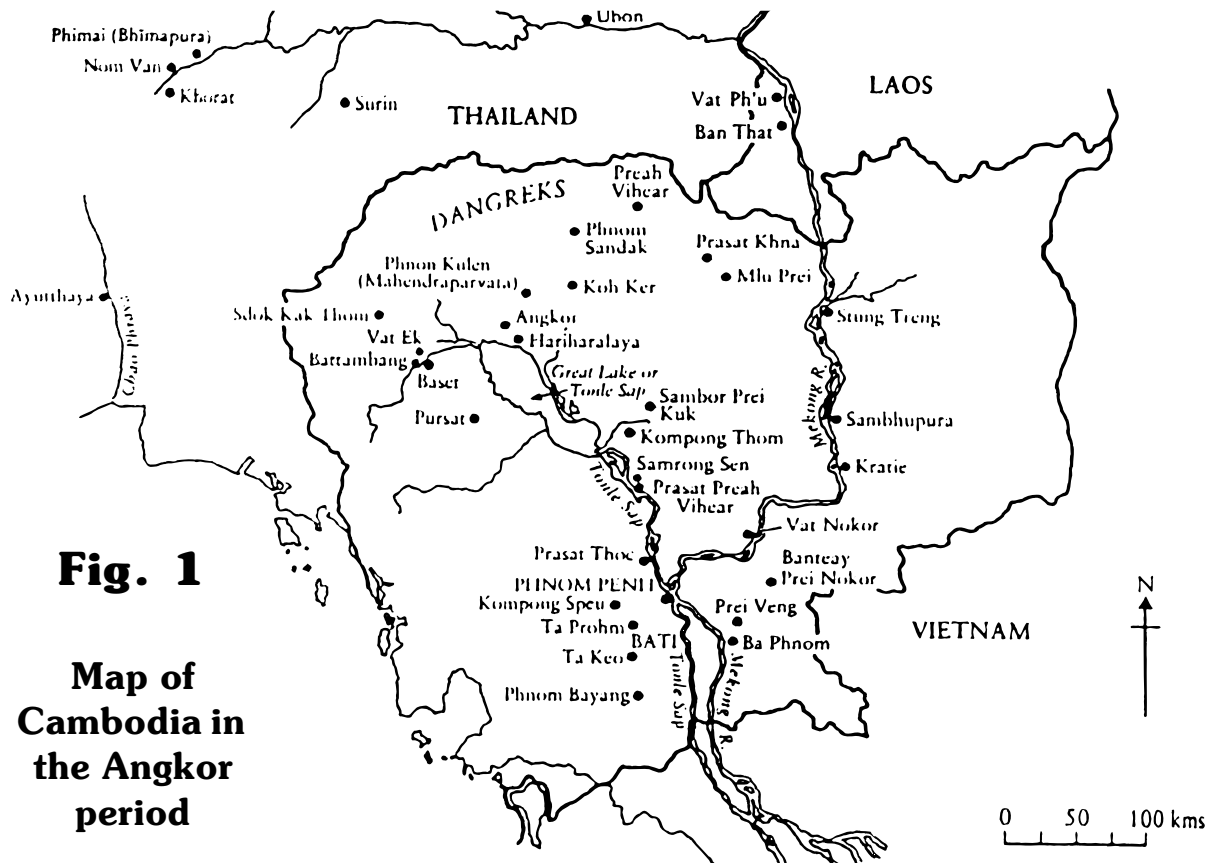 Ubon
Phimai (Bhimapura)
Nom Van
Khorat
Surin
THAILAND
LAOS
Vat Ph'u
Ban That
DANGREKS
Preah
Vihear
Phnom
Sandak
Prasat Khna
Mlu Prei
Phnon Kulen
(Mahendraparvata)
Koh Ker
Ayutthaya
Chao Phraya
Sdok Kak Thom
Angkor
Hariharalaya
Stung Treng
Vat Ek
Battambang
Baset
Great Lake or
Tonle Sap
Pursat
Sambor Prei
Kuk
Kompong Thom
Mekong R.
Sambhupura
Kratie
Samrong Sen
Prasat Preah
Vihear
Tonle Sap
Vat Nokor
Prasat Thoc
Banteay
Prei Nokor
PHNOM PENH
Kompong Speu
Prei Veng
Ta Prohm
BATI
Ba Phnom
Ta Keo
Phnom Bayang
Tonle Sap
Mekong R.
VIETNAM
N
Fig. 1
Map of
Cambodia in
the Angkor
period
0 50 100 kms